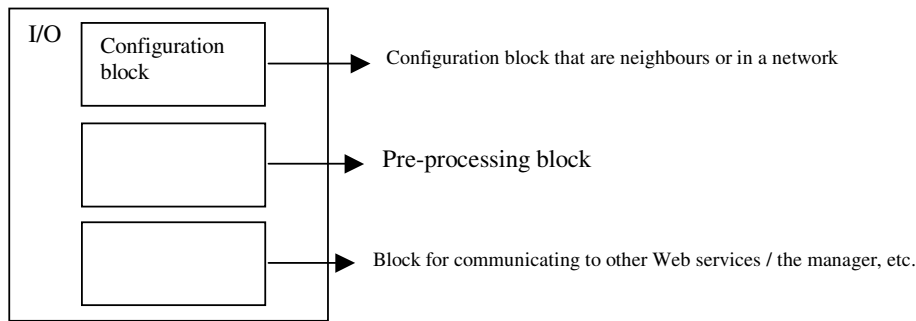 I/O
Configuration
block
Configuration block that are neighbours or in a network
Pre-processing block
Block for communicating to other Web services / the manager, etc.